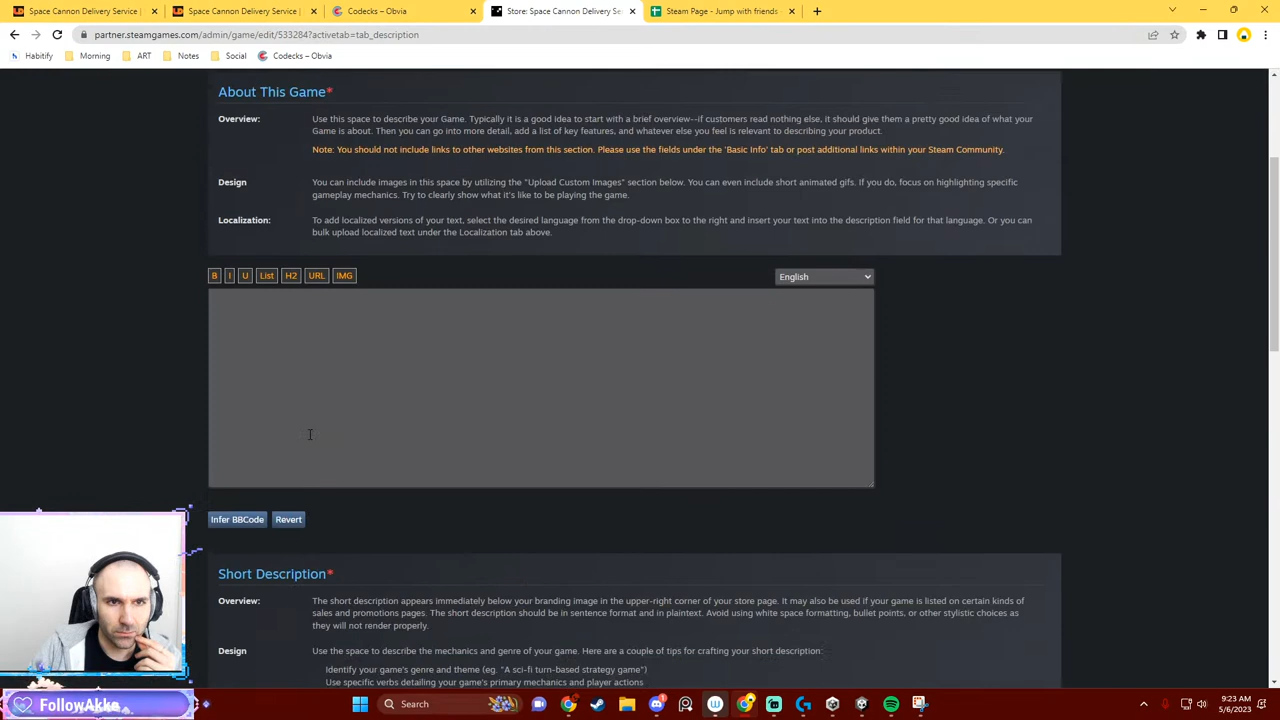 Space Cannon Delivery Service |
Space Cannon Delivery Service |
Codecks – Obvia
Store: Space Cannon Delivery Se
Steam Page - Jump with friends -
partner.steamgames.com/admin/game/edit/533284?activetab=tab_description
Habitify
Morning
ART
Notes
Social
Codecks – Obvia
About This Game*
Overview:
Use this space to describe your Game. Typically it is a good idea to start with a brief overview--if customers read nothing else, it should give them a pretty good idea of what your
Game is about. Then you can go into more detail, add a list of key features, and whatever else you feel is relevant to describing your product.
Note: You should not include links to other websites from this section. Please use the fields under the 'Basic Info' tab or post additional links within your Steam Community.
Design
You can include images in this space by utilizing the "Upload Custom Images" section below. You can even include short animated gifs. If you do, focus on highlighting specific
gameplay mechanics. Try to clearly show what it's like to be playing the game.
Localization:
To add localized versions of your text, select the desired language from the drop-down box to the right and insert your text into the description field for that language. Or you can
bulk upload localized text under the Localization tab above.
B I U List H2 URL IMG
English
Infer BBCode
Revert
Short Description*
Overview:
The short description appears immediately below your branding image in the upper-right corner of your store page. It may also be used if your game is listed on certain kinds of
sales and promotions pages. The short description should be in sentence format and in plaintext. Avoid using white space formatting, bullet points, or other stylistic choices as
they will not render properly.
Design
Use the space to describe the mechanics and genre of your game. Here are a couple of tips for crafting your short description:
Identify your game's genre and theme (eg. "A sci-fi turn-based strategy game")
Use specific verbs detailing your game's primary mechanics and player actions
FollowAkke
Search
9:23 AM
5/6/2023